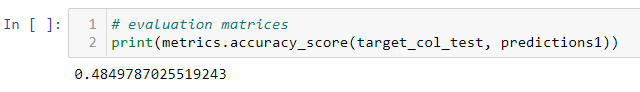 In [ ]:
1 # evaluation matrices
2 print(metrics.accuracy_score(target_col_test, predictions1))
0.4849787025519243